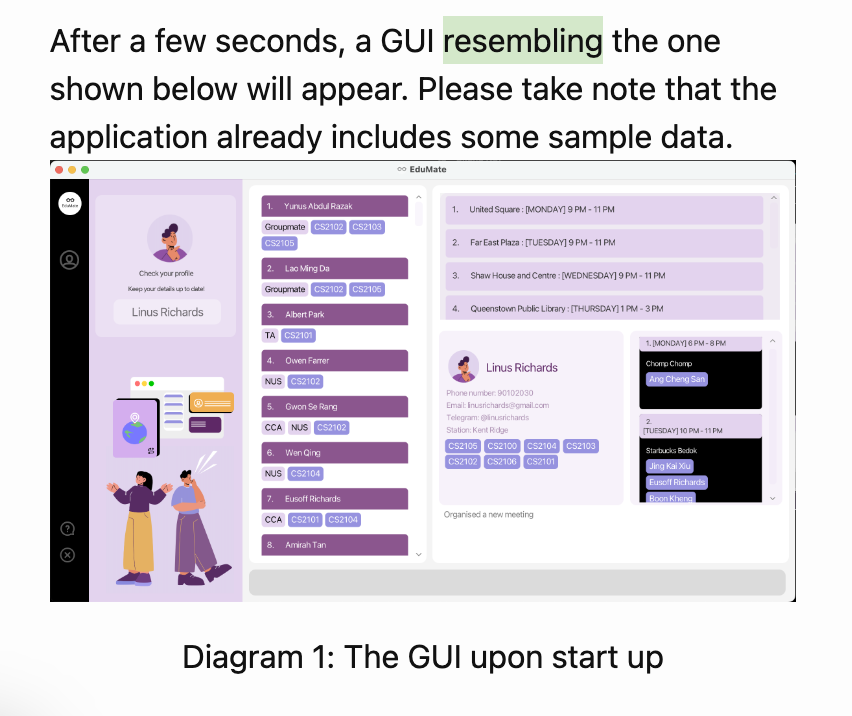 After a few seconds, a GUI resembling the one
shown below will appear. Please take note that the
application already includes some sample data.
EduMate
EduMate
Check your profile
Keep your details up to date!
Linus Richards
1. Yunus Abdul Razak
Groupmate CS2102 CS2103
CS2105
2. Lao Ming Da
Groupmate CS2102 CS2105
3. Albert Park
TA CS2101
4. Owen Farrer
NUS CS2102
5. Gwon Se Rang
CCA NUS CS2102
6. Wen Qing
NUS CS2104
7. Eusoff Richards
CCA CS2101 CS2104
8. Amirah Tan
1. United Square : [MONDAY] 9 PM - 11 PM
2. Far East Plaza : [TUESDAY] 9 PM - 11 PM
3. Shaw House and Centre : [WEDNESDAY] 9 PM - 11 PM
4. Queenstown Public Library : [THURSDAY] 1 PM - 3 PM
Linus Richards
Phone number: 90102030
Email: linusrichards@gmail.com
Telegram: @linusrichards
Station: Kent Ridge
CS2105 CS2100 CS2104 CS2103
CS2102 CS2106 CS2101
1. [MONDAY] 6 PM - 8 PM
Chomp Chomp
Ang Cheng San
2.
[TUESDAY] 10 PM - 11 PM
Starbucks Bedok
Jing Kai Xiu
Eusoff Richards
Boon Kheng
Organised a new meeting.
Diagram 1: The GUI upon start up